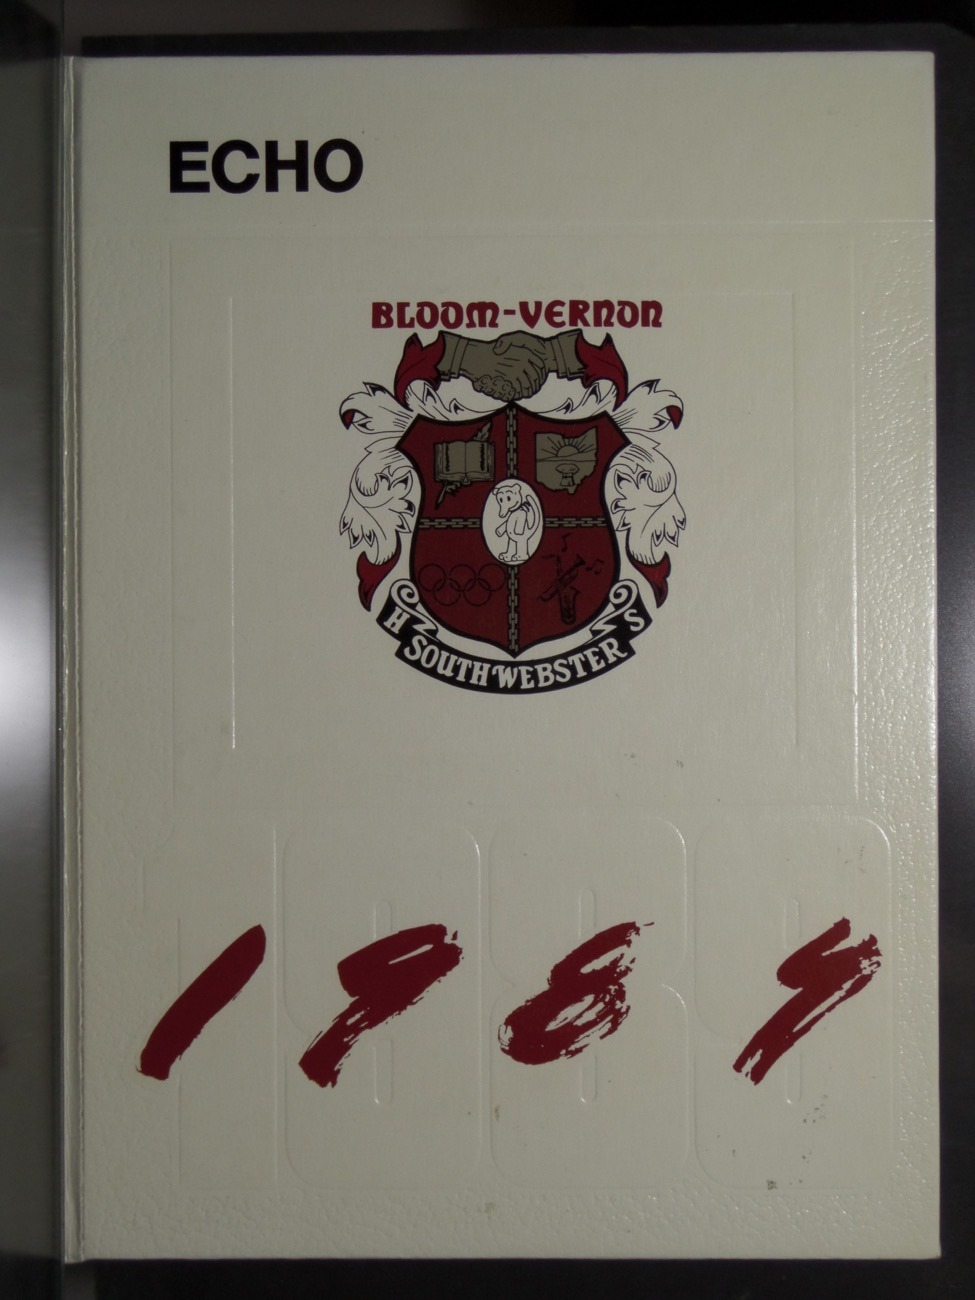 ECHO
BLOOM-VERNON
H S
SOUTH WEBSTER
1989